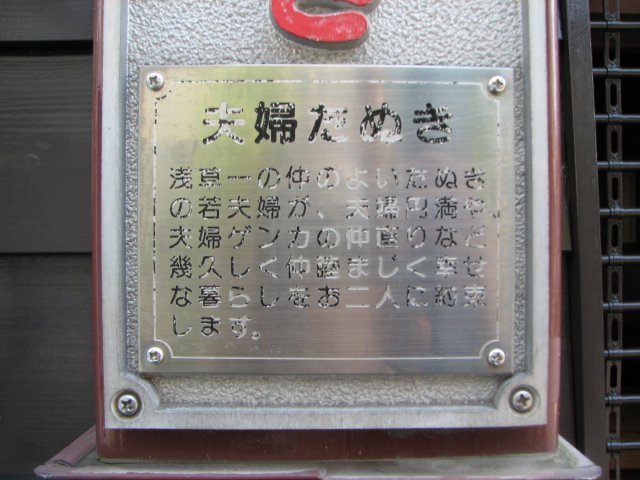 夫婦たぬき
浅草一の仲のよいたぬき
の若夫婦が、夫婦円満や、
夫婦ゲンカの仲直りなど
幾久しく仲睦まじく幸せ
な暮らしをお二人に約束
します。